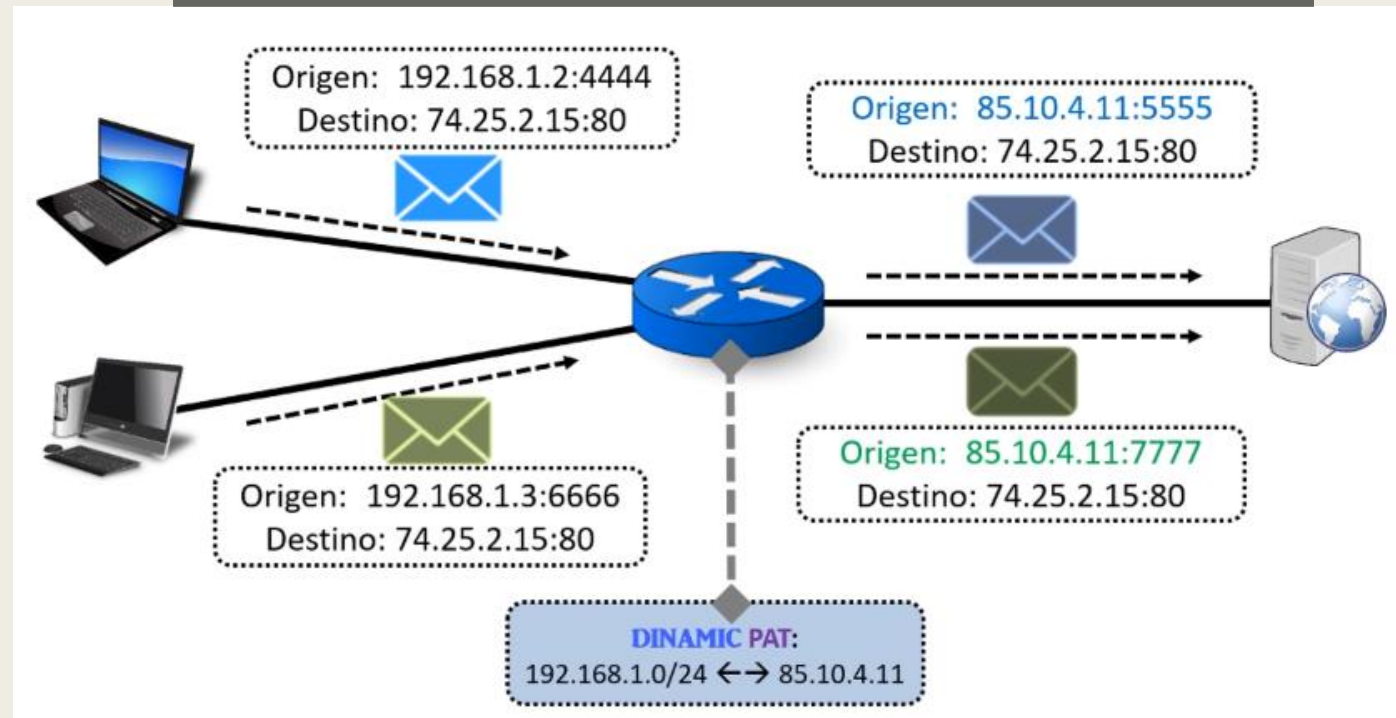 Origen: 192.168.1.2:4444
Destino: 74.25.2.15:80
Origen: 85.10.4.11:5555
Destino: 74.25.2.15:80
Origen: 192.168.1.3:6666
Destino: 74.25.2.15:80
Origen: 85.10.4.11:7777
Destino: 74.25.2.15:80
DINAMIC PAT:
192.168.1.0/24 ←→ 85.10.4.11